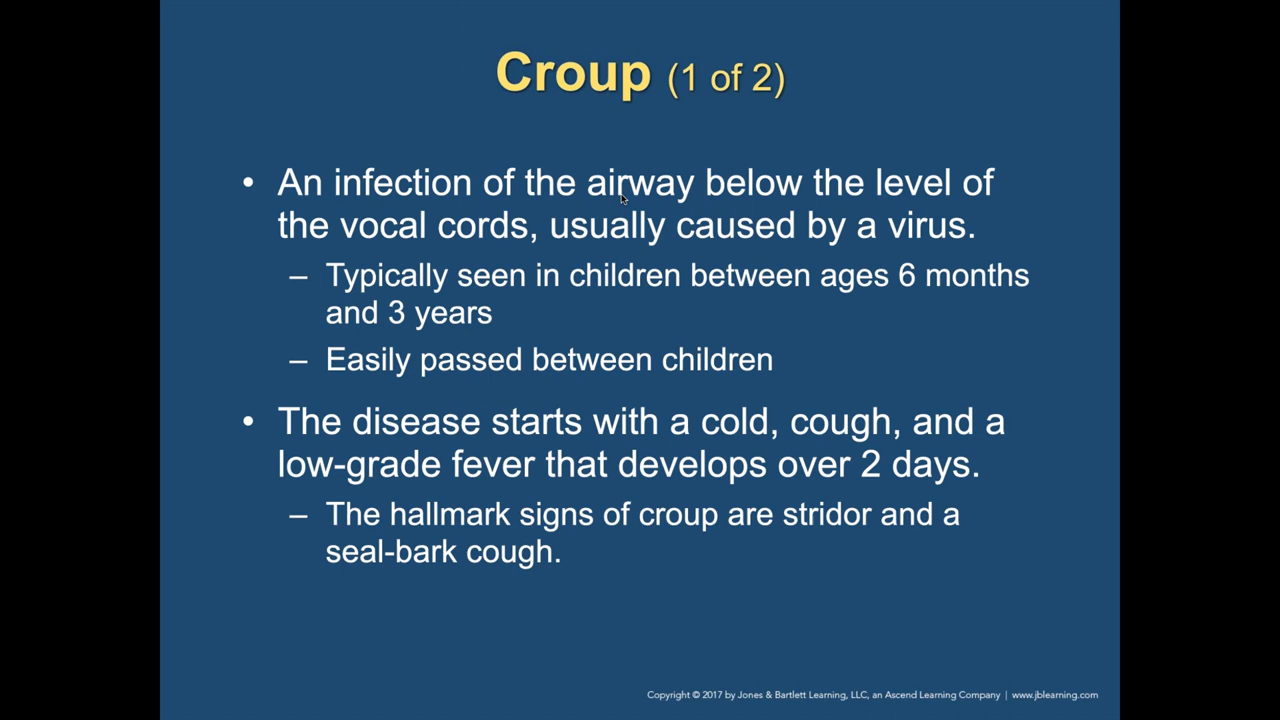 Croup (1 of 2)
• An infection of the airway below the level of
the vocal cords, usually caused by a virus.
– Typically seen in children between ages 6 months
and 3 years
– Easily passed between children
• The disease starts with a cold, cough, and a
low-grade fever that develops over 2 days.
– The hallmark signs of croup are stridor and a
seal-bark cough.
Copyright © 2017 by Jones & Bartlett Learning, LLC, an Ascend Learning Company | www.jblearning.com